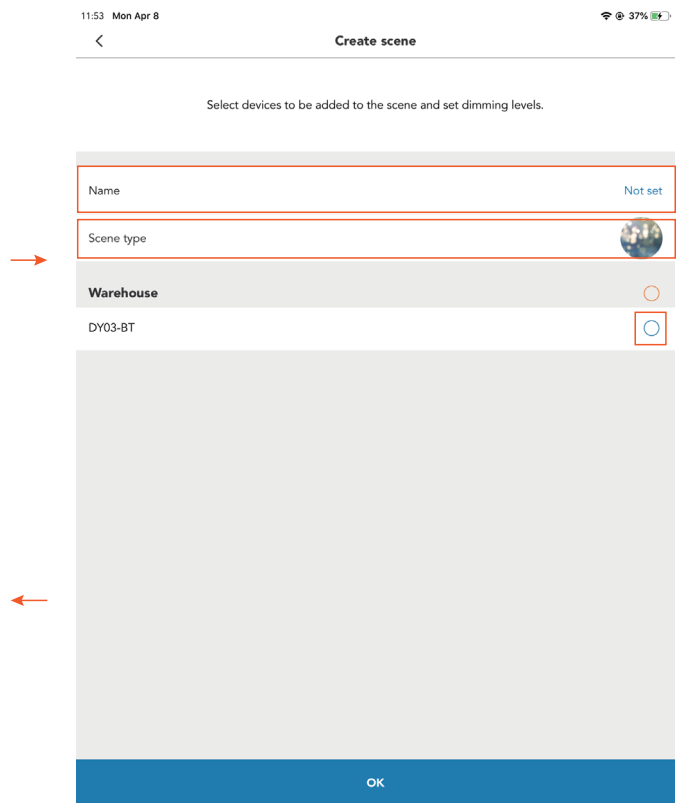 11:53 Mon Apr 8 37%
Create scene
Select devices to be added to the scene and set dimming levels.
Name Not set
Scene type
Warehouse
DY03-BT
OK